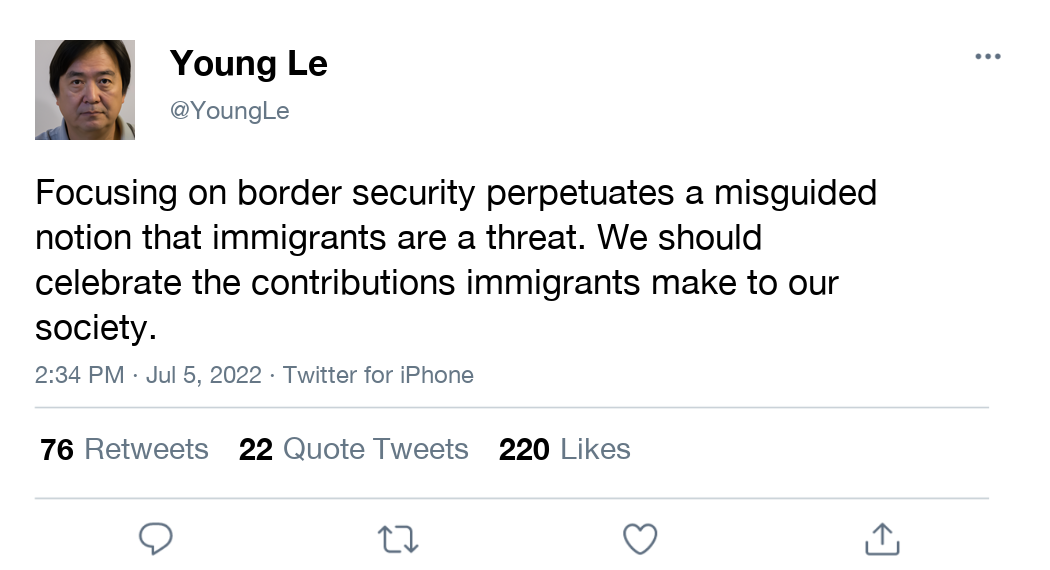 Young Le
@YoungLe
Focusing on border security perpetuates a misguided
notion that immigrants are a threat. We should
celebrate the contributions immigrants make to our
society.
2:34 PM · Jul 5, 2022 · Twitter for iPhone
76 Retweets 22 Quote Tweets 220 Likes